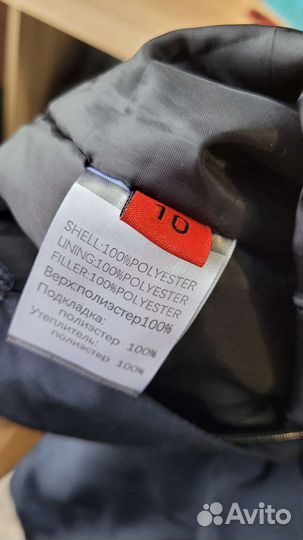 10
SHELL:100%POLYESTER
LINING:100%POLYESTER
FILLER:100%POLYESTER
Верх:полиэстер100%
Подкладка:
полиэстер 100%
Утеплитель:
полиэстер 100%
Avito